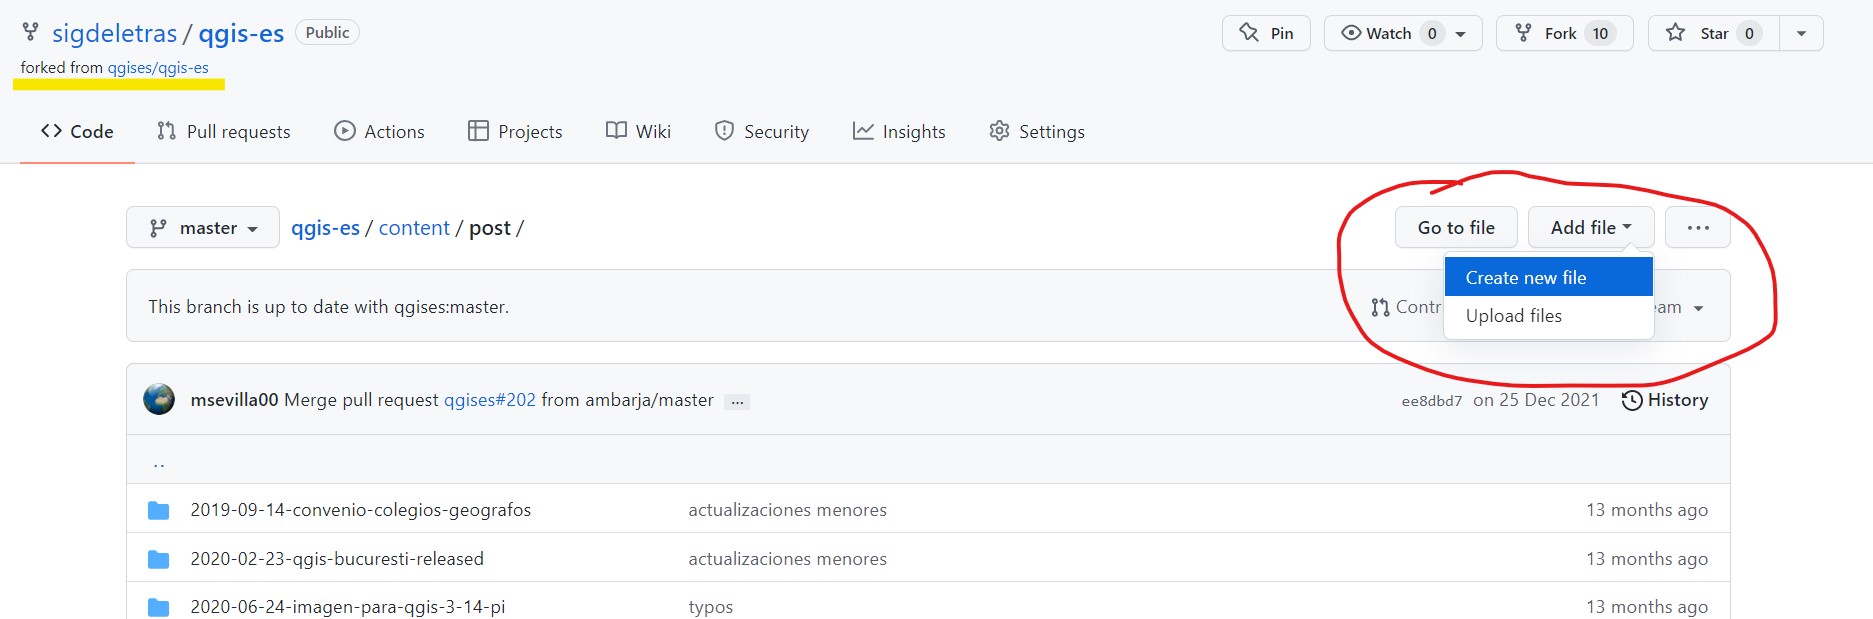 sigdeletras / qgis-es Public Pin Watch 0 Fork 10 Star 0
forked from qgises/qgis-es
Code Pull requests Actions Projects Wiki Security Insights Settings
master qgis-es / content / post / Go to file Add file ...
Create new file
This branch is up to date with qgises:master. Contr eam
Upload files
msevilla00 Merge pull request qgises#202 from ambarja/master ... ee8dbd7 on 25 Dec 2021 History
..
2019-09-14-convenio-colegios-geografos actualizaciones menores 13 months ago
2020-02-23-qgis-bucuresti-released actualizaciones menores 13 months ago
2020-06-24-imagen-para-qgis-3-14-pi typos 13 months ago